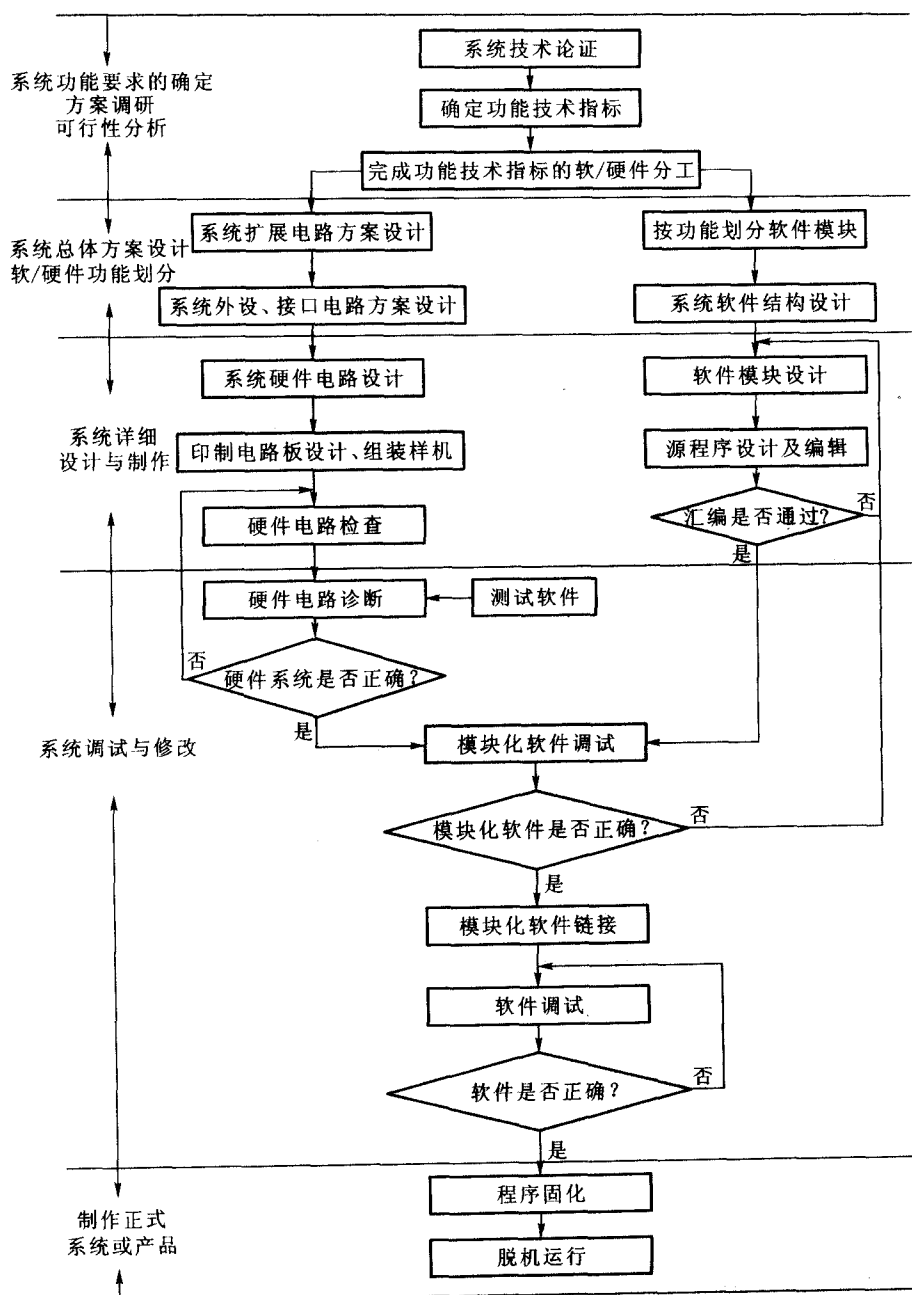 系统技术论证
系统功能要求的确定
方案调研
可行性分析
确定功能技术指标
完成功能技术指标的软/硬件分工
系统扩展电路方案设计
按功能划分软件模块
系统总体方案设计
软/硬件功能划分
系统外设、接口电路方案设计
系统软件结构设计
系统硬件电路设计
软件模块设计
系统详细
设计与制作
印制电路板设计、组装样机
源程序设计及编辑
硬件电路检查
汇编是否通过?
否
是
硬件电路诊断
测试软件
否
硬件系统是否正确?
是
系统调试与修改
模块化软件调试
模块化软件是否正确?
否
是
模块化软件链接
软件调试
软件是否正确?
否
是
程序固化
制作正式
系统或产品
脱机运行